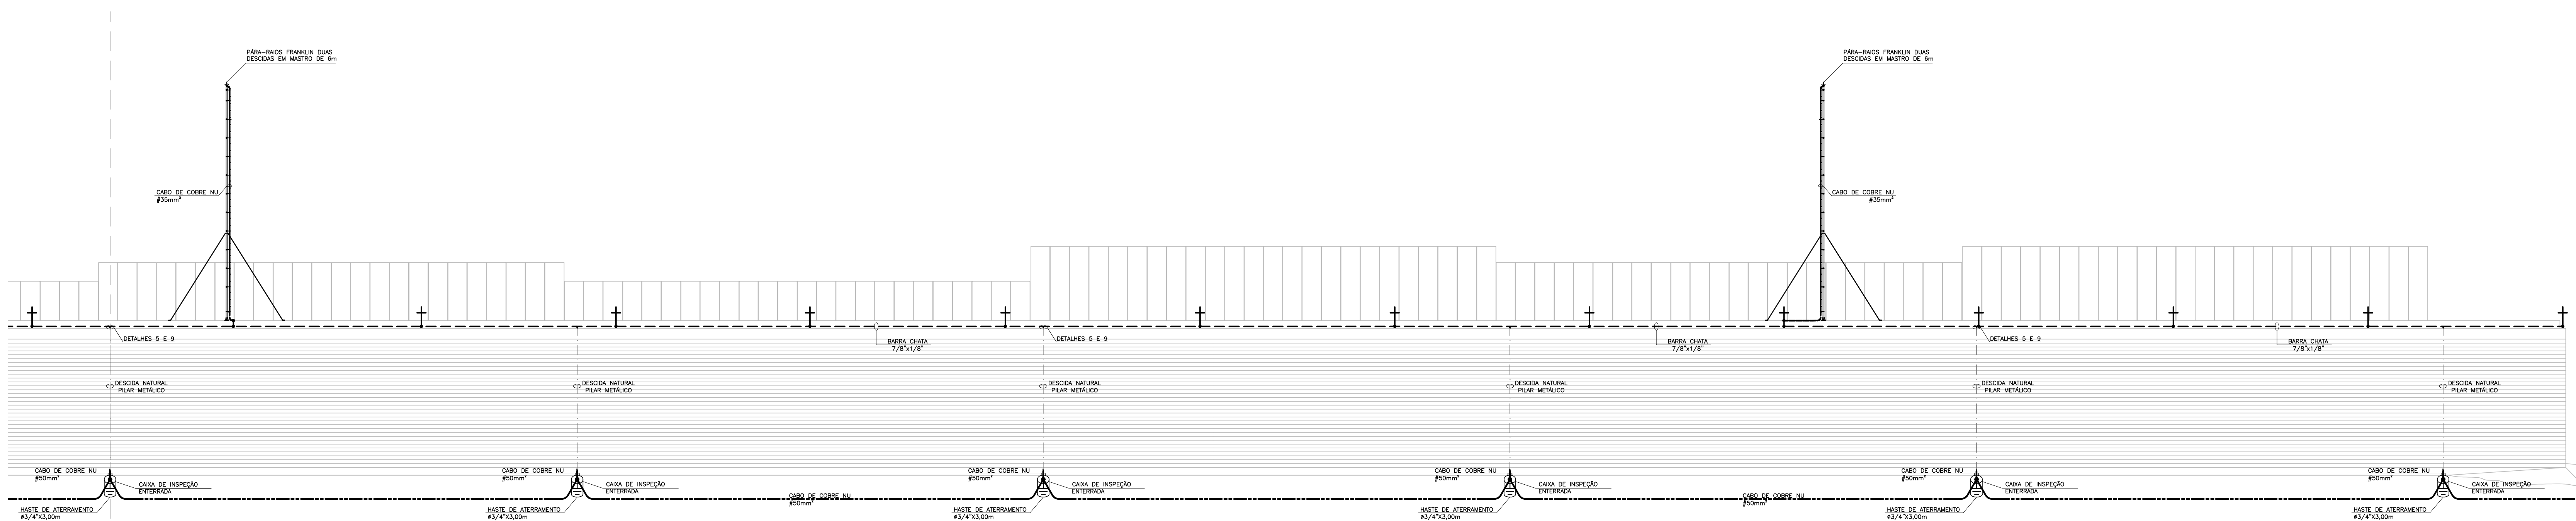 PÁRA-RAIOS FRANKLIN DUAS
DESCIDAS EM MASTRO DE 6m
PÁRA-RAIOS FRANKLIN DUAS
DESCIDAS EM MASTRO DE 6m
CABO DE COBRE NU
#35mm²
CABO DE COBRE NU
#35mm²
DETALHES 5 E 9
BARRA CHATA
7/8"x1/8"
DETALHES 5 E 9
BARRA CHATA
7/8"x1/8"
DETALHES 5 E 9
BARRA CHATA
7/8"x1/8"
DESCIDA NATURAL
PILAR METÁLICO
DESCIDA NATURAL
PILAR METÁLICO
DESCIDA NATURAL
PILAR METÁLICO
DESCIDA NATURAL
PILAR METÁLICO
DESCIDA NATURAL
PILAR METÁLICO
DESCIDA NATURAL
PILAR METÁLICO
CABO DE COBRE NU
#50mm²
CAIXA DE INSPEÇÃO
ENTERRADA
HASTE DE ATERRAMENTO
ø3/4"X3,00m
CABO DE COBRE NU
#50mm²
CAIXA DE INSPEÇÃO
ENTERRADA
HASTE DE ATERRAMENTO
ø3/4"X3,00m
CABO DE COBRE NU
#50mm²
CABO DE COBRE NU
#50mm²
CAIXA DE INSPEÇÃO
ENTERRADA
HASTE DE ATERRAMENTO
ø3/4"X3,00m
CABO DE COBRE NU
#50mm²
CAIXA DE INSPEÇÃO
ENTERRADA
HASTE DE ATERRAMENTO
ø3/4"X3,00m
CABO DE COBRE NU
#50mm²
CABO DE COBRE NU
#50mm²
CAIXA DE INSPEÇÃO
ENTERRADA
HASTE DE ATERRAMENTO
ø3/4"X3,00m
CABO DE COBRE NU
#50mm²
CAIXA DE INSPEÇÃO
ENTERRADA
HASTE DE ATERRAMENTO
ø3/4"X3,00m